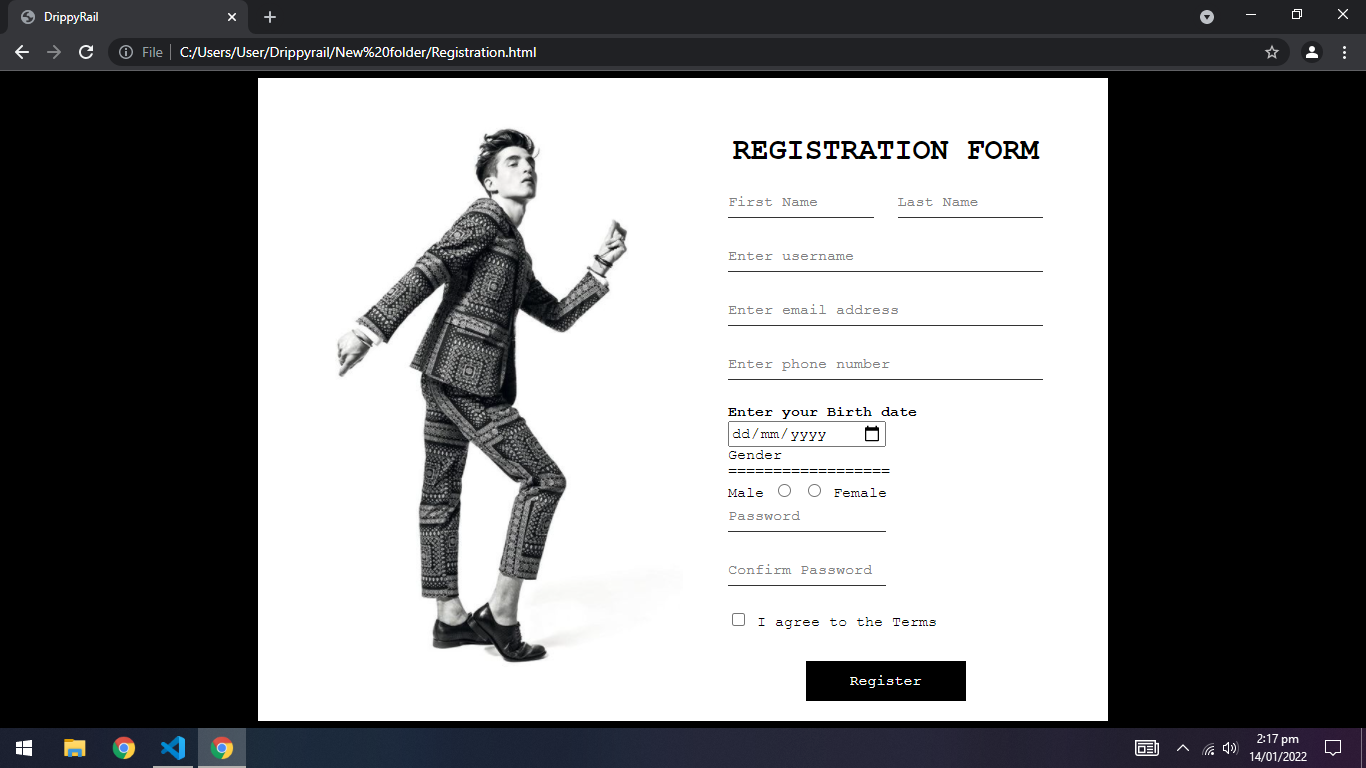 DrippyRail
File C:/Users/User/Drippyrail/New%20folder/Registration.html
REGISTRATION FORM
First Name Last Name
Enter username
Enter email address
Enter phone number
Enter your Birth date
dd/mm/yyyy
Gender
==================
Male Female
Password
Confirm Password
I agree to the Terms
Register
2:17 pm
14/01/2022